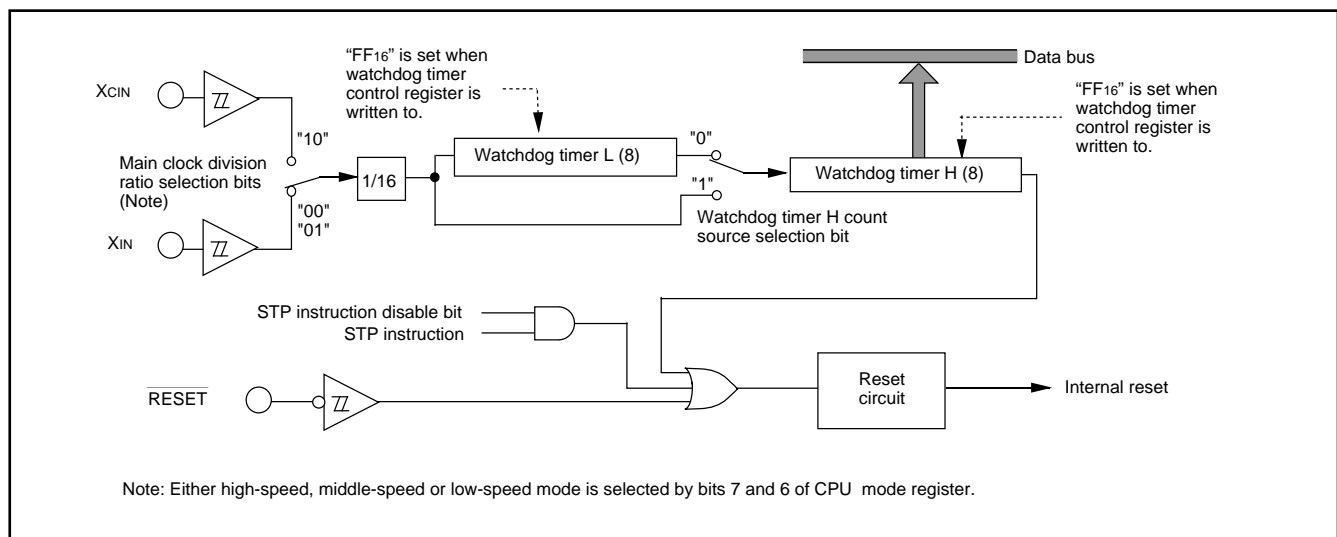 "FF16" is set when
watchdog timer
control register is
written to.
Data bus
"FF16" is set when
watchdog timer
control register is
written to.
XCIN
"10"
"0"
Main clock division
ratio selection bits
(Note)
1/16
Watchdog timer L (8)
Watchdog timer H (8)
"1"
"00"
"01"
Watchdog timer H count
source selection bit
XIN
STP instruction disable bit
STP instruction
RESET
Reset
circuit
Internal reset
Note: Either high-speed, middle-speed or low-speed mode is selected by bits 7 and 6 of CPU mode register.